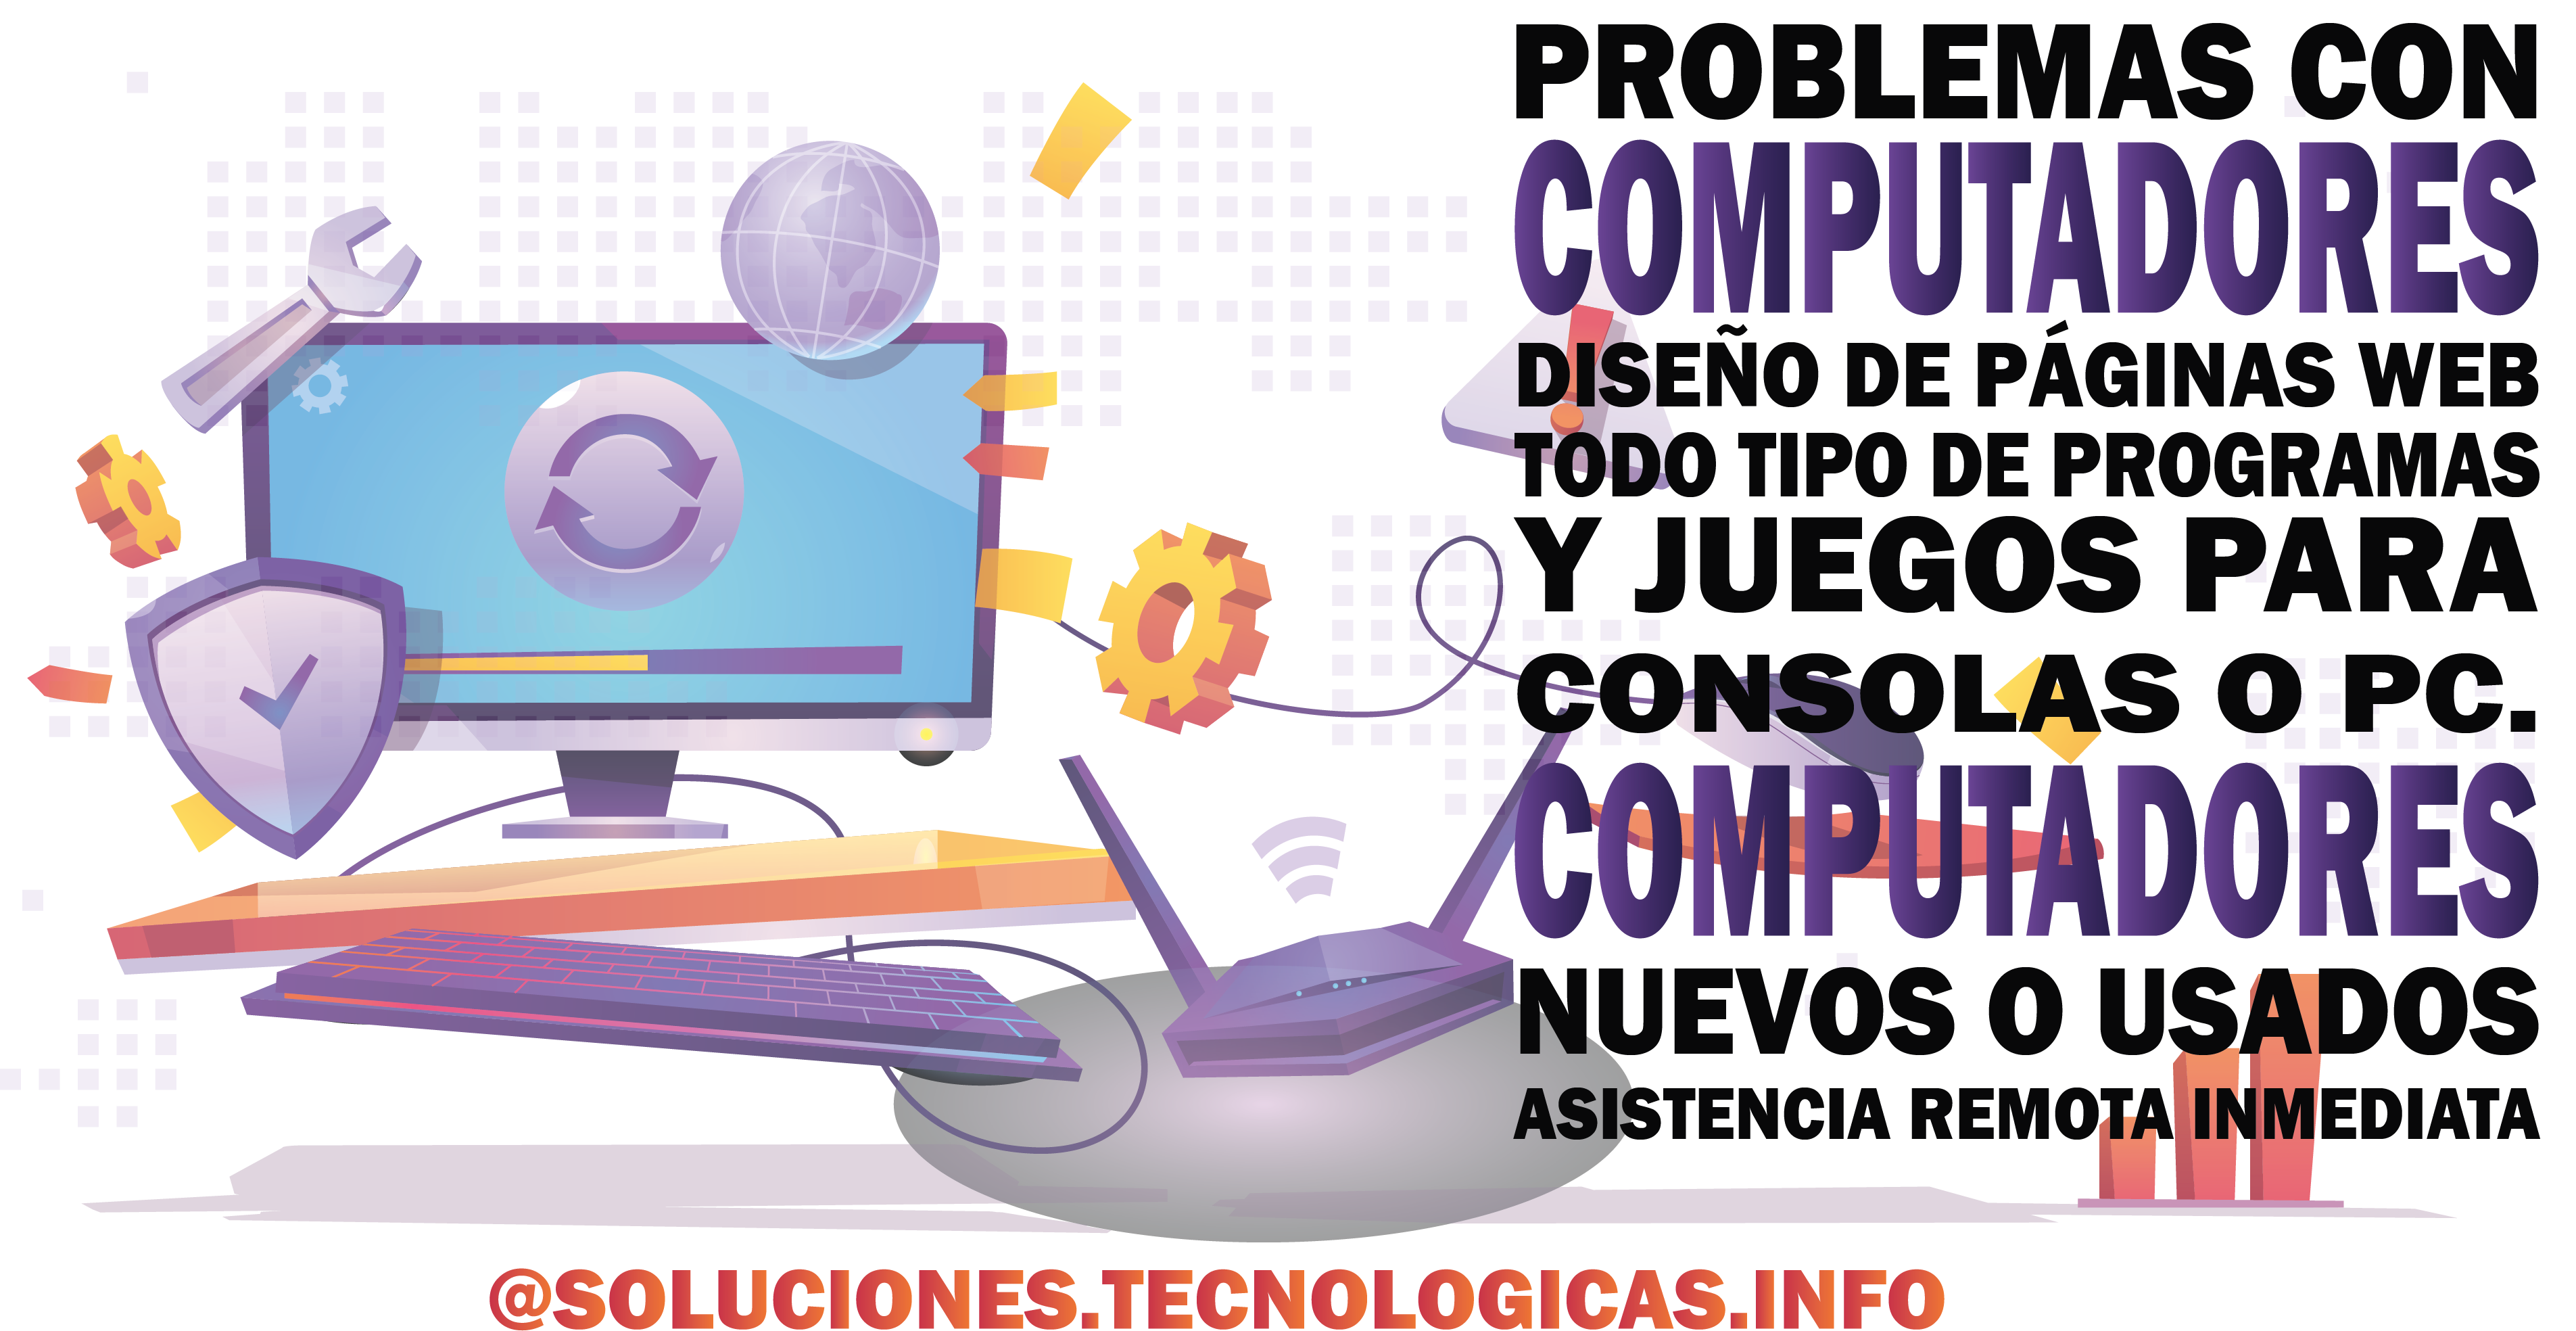 PROBLEMAS CON
COMPUTADORES
DISEÑO DE PÁGINAS WEB
TODO TIPO DE PROGRAMAS
Y JUEGOS PARA
CONSOLAS O PC.
COMPUTADORES
NUEVOS O USADOS
ASISTENCIA REMOTA INMEDIATA
@SOLUCIONES.TECNOLOGICAS.INFO